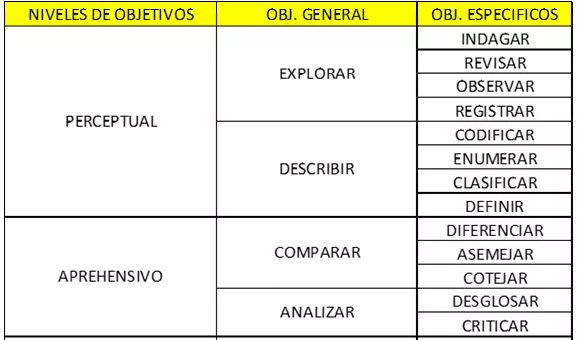 NIVELES DE OBJETIVOS OBJ. GENERAL OBJ. ESPECIFICOS
PERCEPTUAL
EXPLORAR
INDAGAR
REVISAR
OBSERVAR
REGISTRAR
DESCRIBIR
CODIFICAR
ENUMERAR
CLASIFICAR
DEFINIR
APREHENSIVO
COMPARAR
DIFERENCIAR
ASEMEJAR
COTEJAR
ANALIZAR
DESGLOSAR
CRITICAR